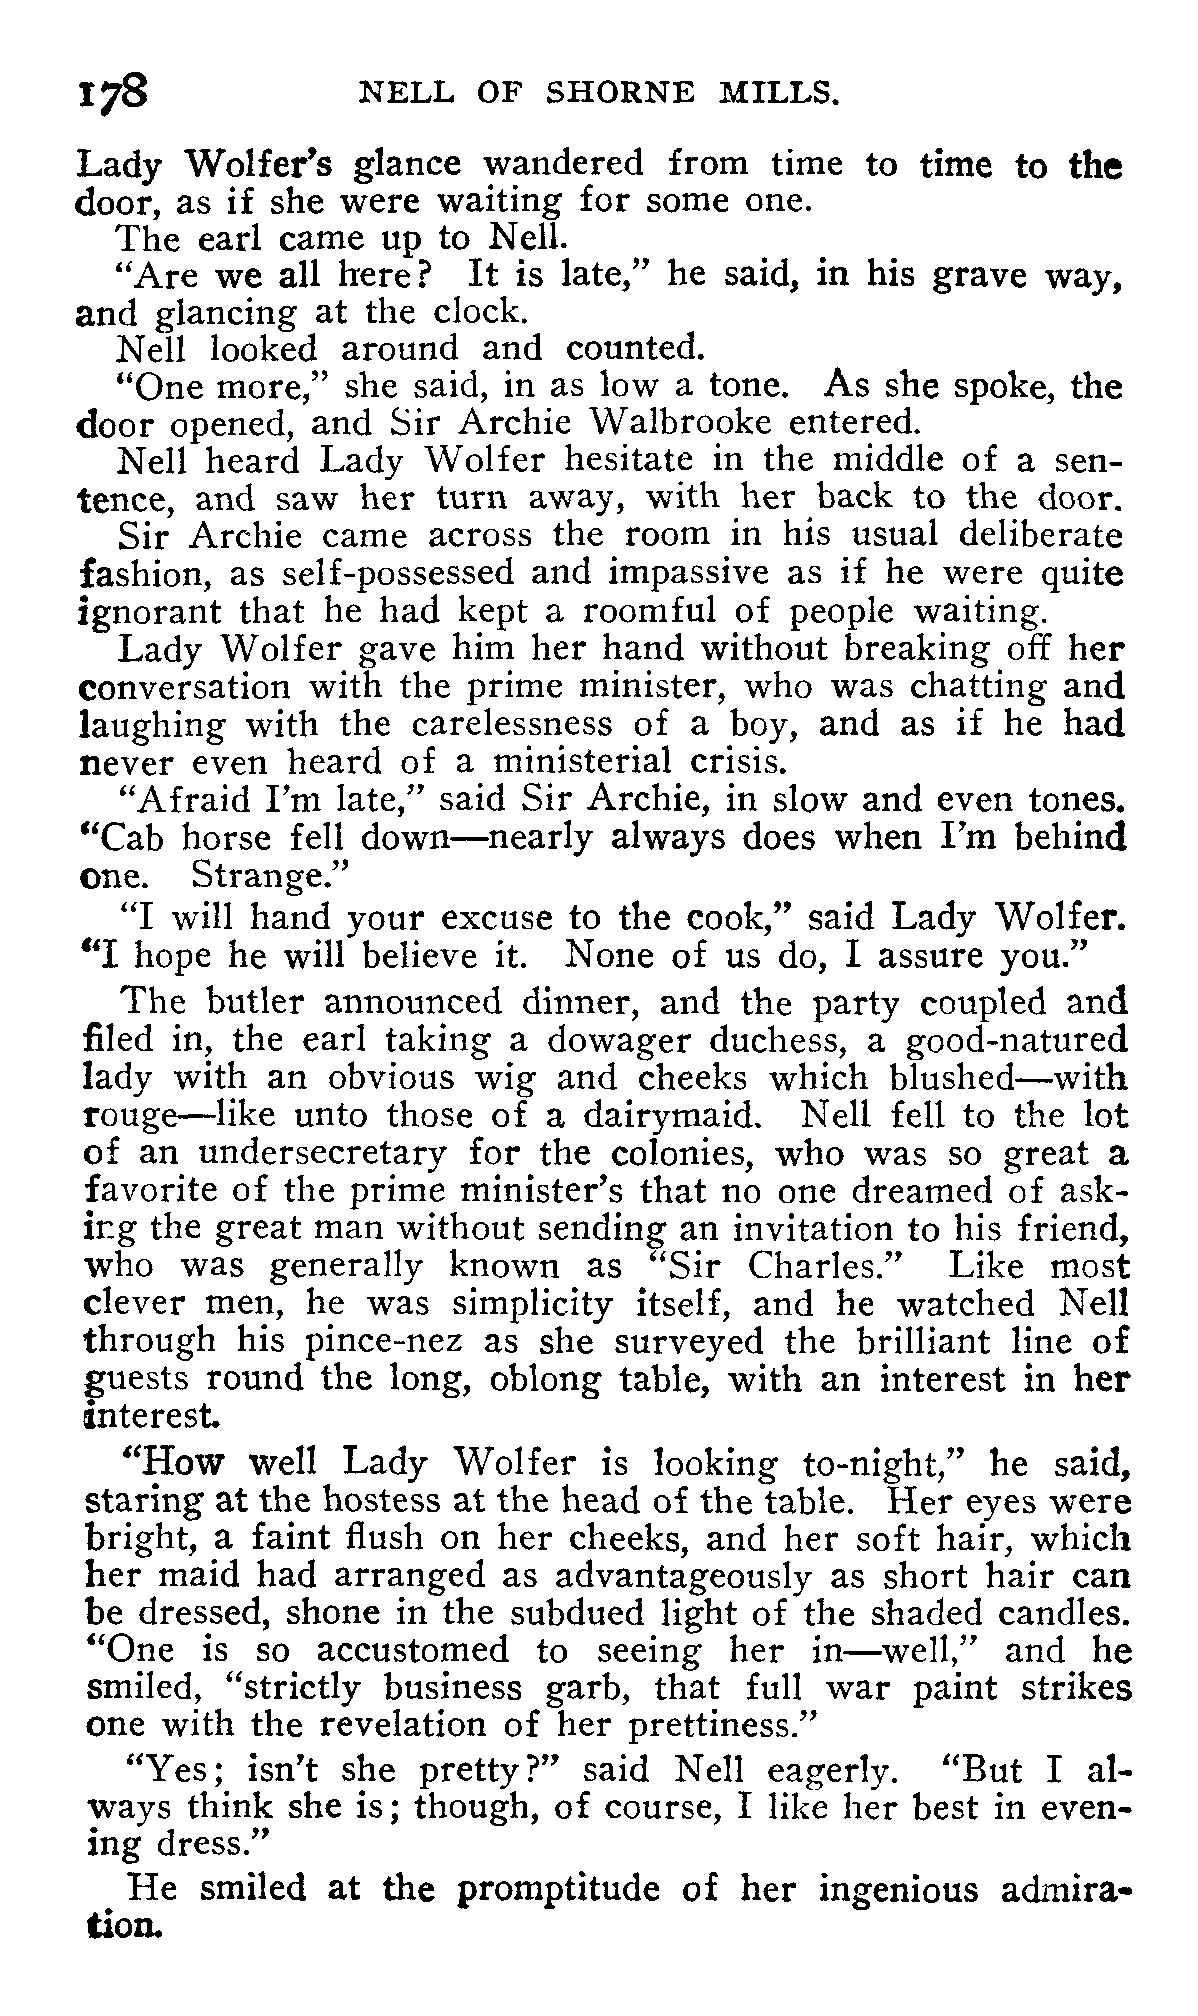 178 NELL OF SHORNE MILLS.
Lady Wolfer's glance wandered from time to time to the
door, as if she were waiting for some one.
The earl came up to Nell.
"Are we all here? It is late," he said, in his grave way,
and glancing at the clock.
Nell looked around and counted.
"One more," she said, in as low a tone. As she spoke, the
door opened, and Sir Archie Walbrooke entered.
Nell heard Lady Wolfer hesitate in the middle of a sen-
tence, and saw her turn away, with her back to the door.
Sir Archie came across the room in his usual deliberate
fashion, as self-possessed and impassive as if he were quite
ignorant that he had kept a roomful of people waiting.
Lady Wolfer gave him her hand without breaking off her
conversation with the prime minister, who was chatting and
laughing with the carelessness of a boy, and as if he had
never even heard of a ministerial crisis.
"Afraid I'm late," said Sir Archie, in slow and even tones.
"Cab horse fell down—nearly always does when I'm behind
one. Strange."
"I will hand your excuse to the cook," said Lady Wolfer.
"I hope he will believe it. None of us do, I assure you."
The butler announced dinner, and the party coupled and
filed in, the earl taking a dowager duchess, a good-natured
lady with an obvious wig and cheeks which blushed—with
rouge—like unto those of a dairymaid. Nell fell to the lot
of an undersecretary for the colonies, who was so great a
favorite of the prime minister's that no one dreamed of ask-
ing the great man without sending an invitation to his friend,
who was generally known as "Sir Charles." Like most
clever men, he was simplicity itself, and he watched Nell
through his pince-nez as she surveyed the brilliant line of
guests round the long, oblong table, with an interest in her
interest.
"How well Lady Wolfer is looking to-night," he said,
staring at the hostess at the head of the table. Her eyes were
bright, a faint flush on her cheeks, and her soft hair, which
her maid had arranged as advantageously as short hair can
be dressed, shone in the subdued light of the shaded candles.
"One is so accustomed to seeing her in—well," and he
smiled, "strictly business garb, that full war paint strikes
one with the revelation of her prettiness."
"Yes; isn't she pretty?" said Nell eagerly. "But I al-
ways think she is; though, of course, I like her best in even-
ing dress."
He smiled at the promptitude of her ingenious admira-
tion.